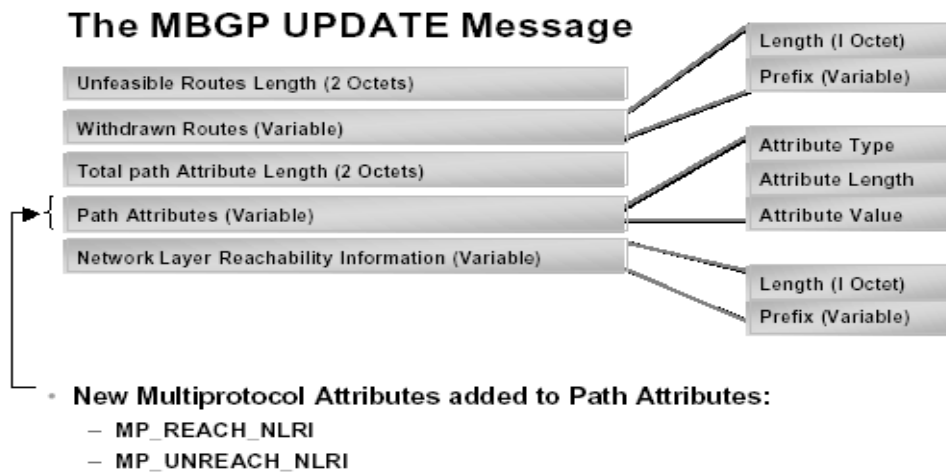 The MBGP UPDATE Message
Unfeasible Routes Length (2 Octets)
Withdrawn Routes (Variable)
Total path Attribute Length (2 Octets)
Path Attributes (Variable)
Network Layer Reachability Information (Variable)
Length (I Octet)
Prefix (Variable)
Attribute Type
Attribute Length
Attribute Value
Length (I Octet)
Prefix (Variable)
• New Multiprotocol Attributes added to Path Attributes:
– MP_REACH_NLRI
– MP_UNREACH_NLRI